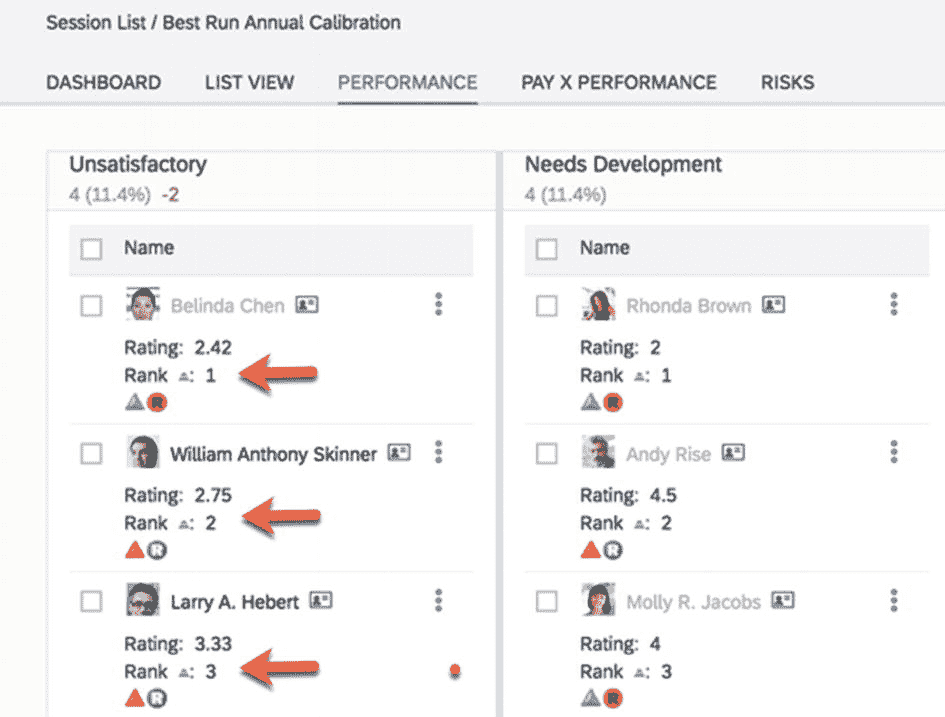 Session List / Best Run Annual Calibration
DASHBOARD LIST VIEW PERFORMANCE PAY X PERFORMANCE RISKS
Unsatisfactory
4 (11.4%) -2
Name
Belinda Chen
Rating: 2.42
Rank : 1
R
William Anthony Skinner
Rating: 2.75
Rank : 2
R
Larry A. Hebert
Rating: 3.33
Rank : 3
R
Needs Development
4 (11.4%)
Name
Rhonda Brown
Rating: 2
Rank : 1
R
Andy Rise
Rating: 4.5
Rank : 2
R
Molly R. Jacobs
Rating: 4
Rank : 3
R